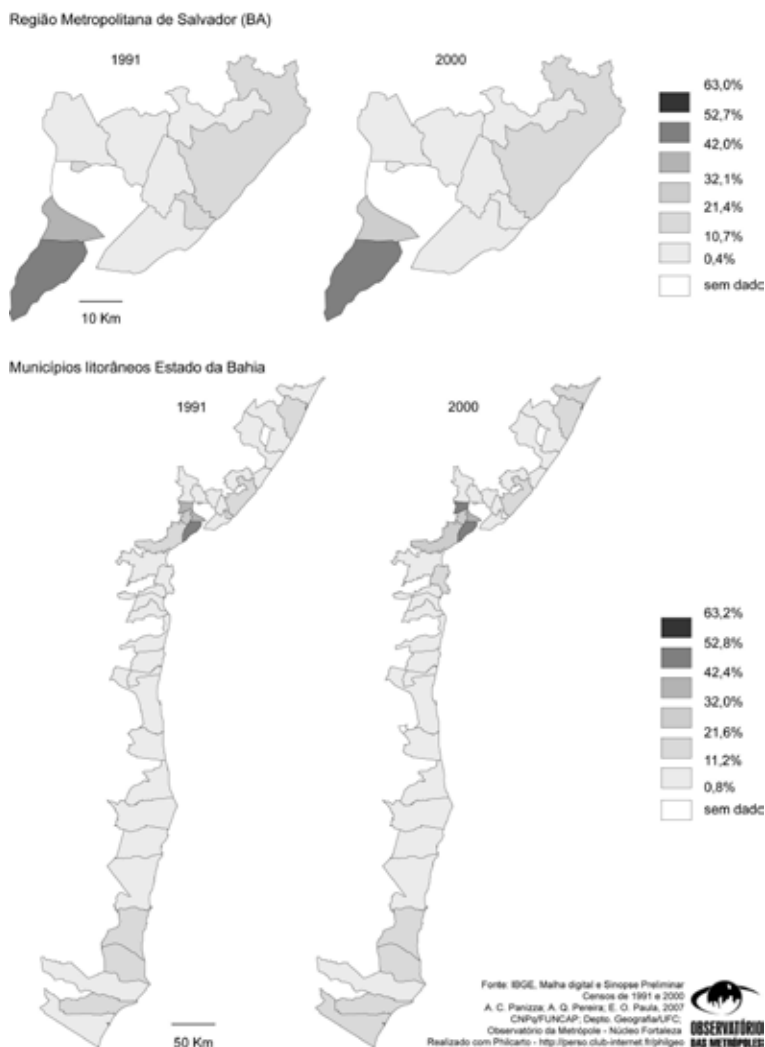 Região Metropolitana de Salvador (BA)
1991
2000
63,0%
52,7%
42,0%
32,1%
21,4%
10,7%
0,4%
sem dadc
10 Km
Municípios litorâneos Estado da Bahia
1991
2000
63,2%
52,8%
42,4%
32,0%
21,6%
11,2%
0,8%
sem dadc
50 Km
Fonte: IBGE, Malha digital e Sinopse Preliminar
Censos de 1991 e 2000
A. C. Panizza; A. Q. Pereira; E. O. Paula, 2007
CNPq/FUNCAP; Depto. Geografia/UFC;
Observatório da Metrópole - Núcleo Fortaleza
Realizado com Philcarto - http://perso.club-internet.fr/philgeo
OBSERVATÓRIO
DAS METRÓPOLES